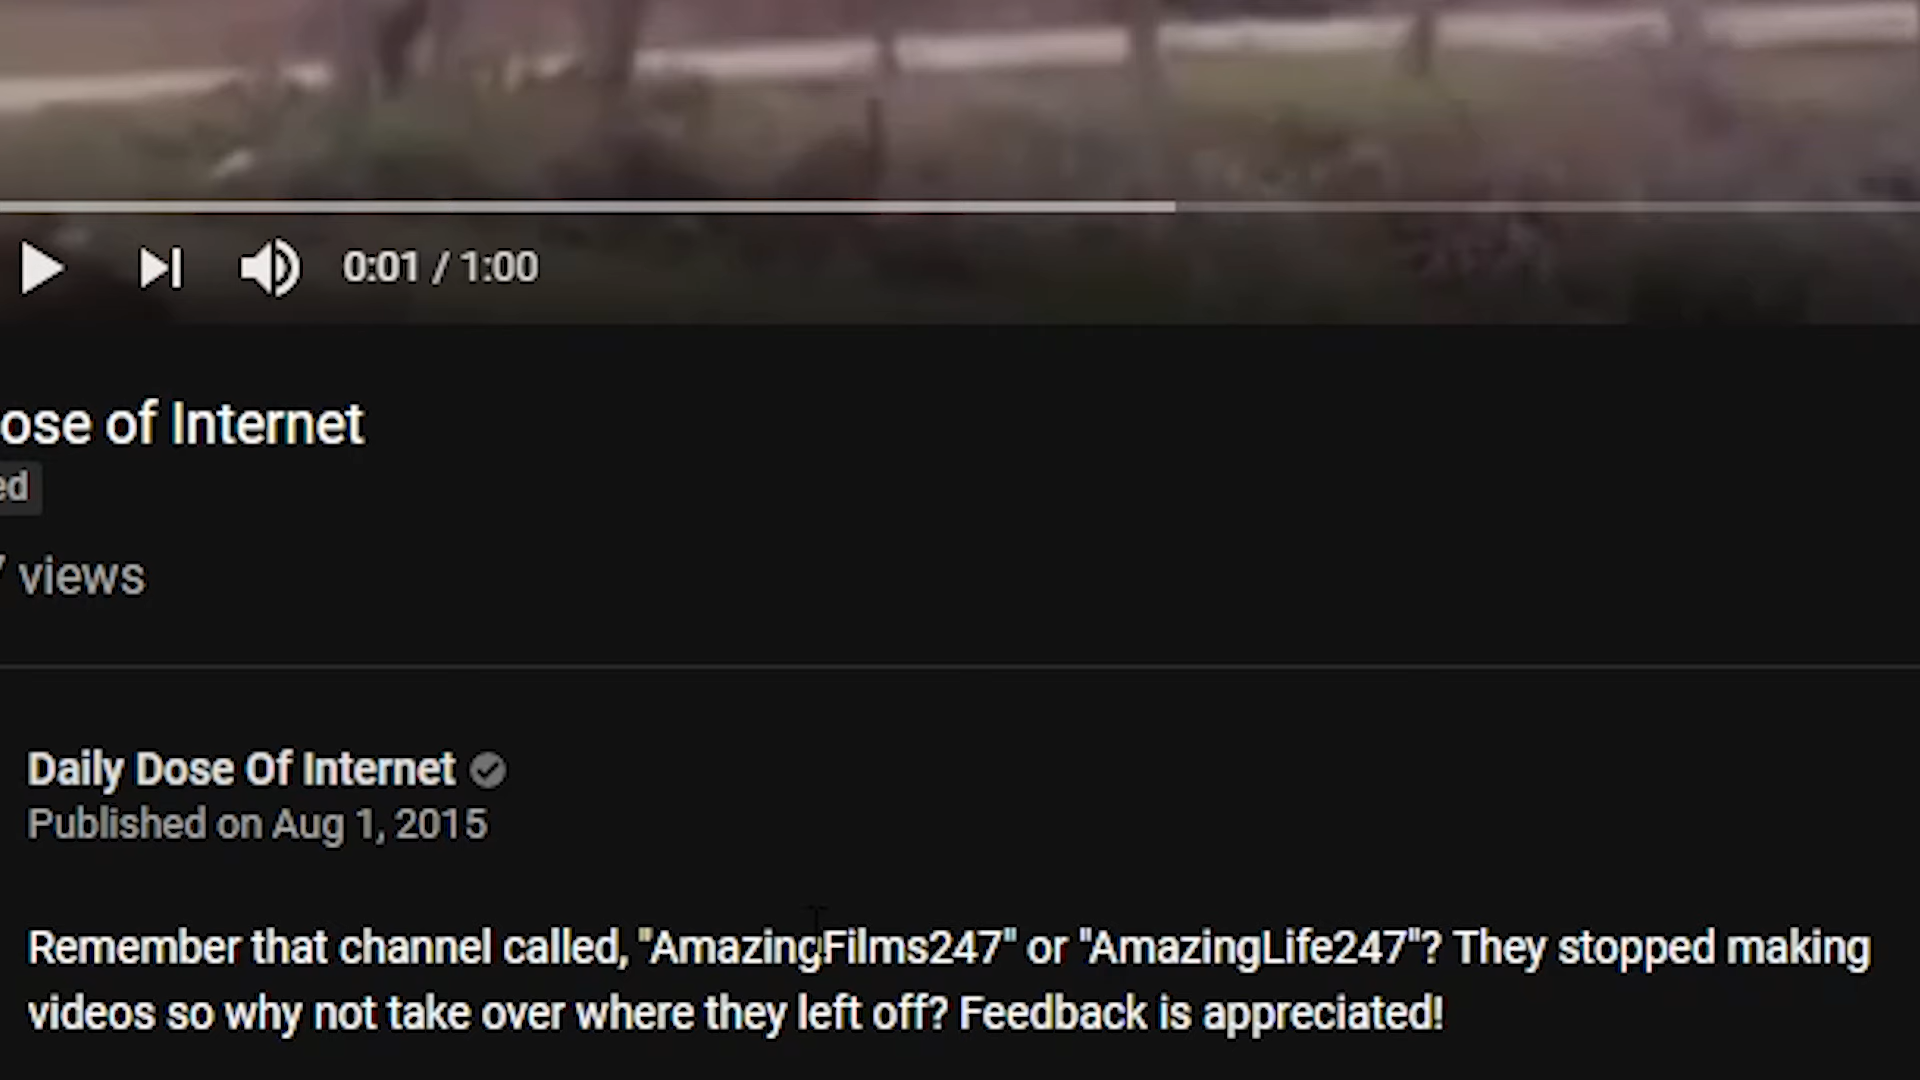 0:01 / 1:00
ose of Internet
ed
views
Daily Dose Of Internet
Published on Aug 1, 2015
Remember that channel called, "AmazingFilms247" or "AmazingLife247"? They stopped making
videos so why not take over where they left off? Feedback is appreciated!